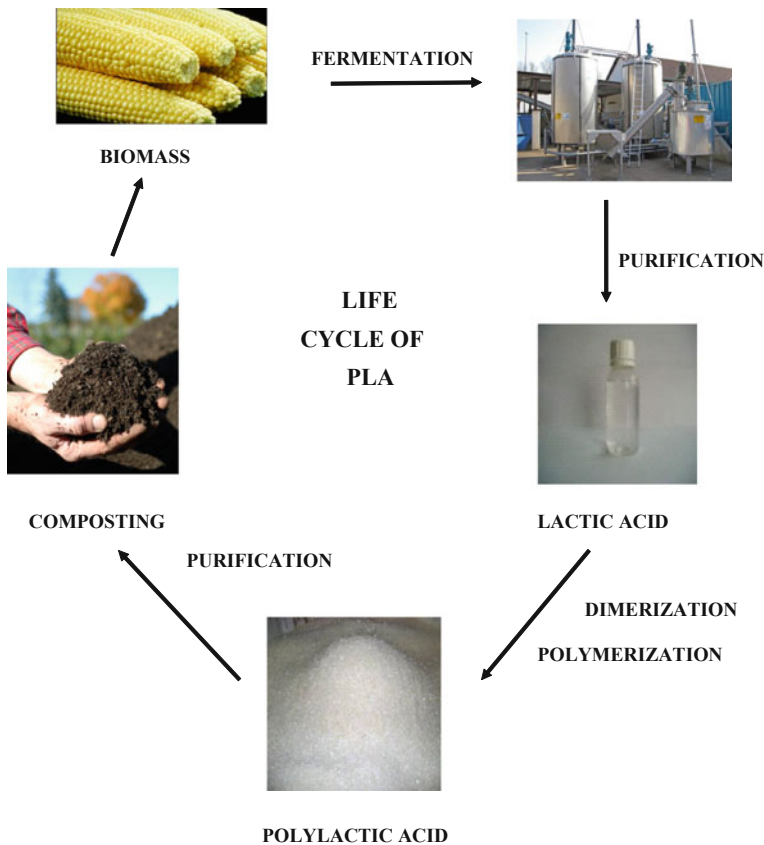 FERMENTATION
BIOMASS
PURIFICATION
LIFE
CYCLE OF
PLA
COMPOSTING
LACTIC ACID
PURIFICATION
DIMERIZATION
POLYMERIZATION
POLYLACTIC ACID